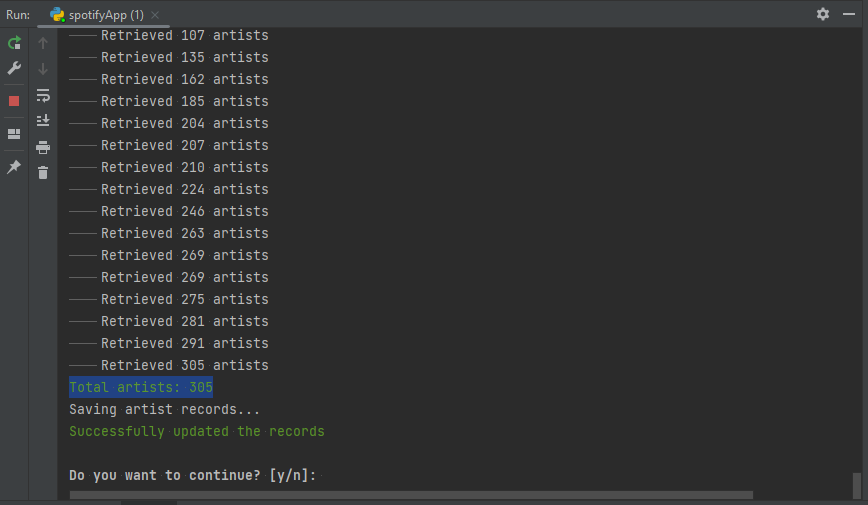 Run: spotifyApp (1)
Retrieved 107 artists
Retrieved 135 artists
Retrieved 162 artists
Retrieved 185 artists
Retrieved 204 artists
Retrieved 207 artists
Retrieved 210 artists
Retrieved 224 artists
Retrieved 246 artists
Retrieved 263 artists
Retrieved 269 artists
Retrieved 269 artists
Retrieved 275 artists
Retrieved 281 artists
Retrieved 291 artists
Retrieved 305 artists
Total artists: 305
Saving artist records...
Successfully updated the records
Do you want to continue? [y/n]: